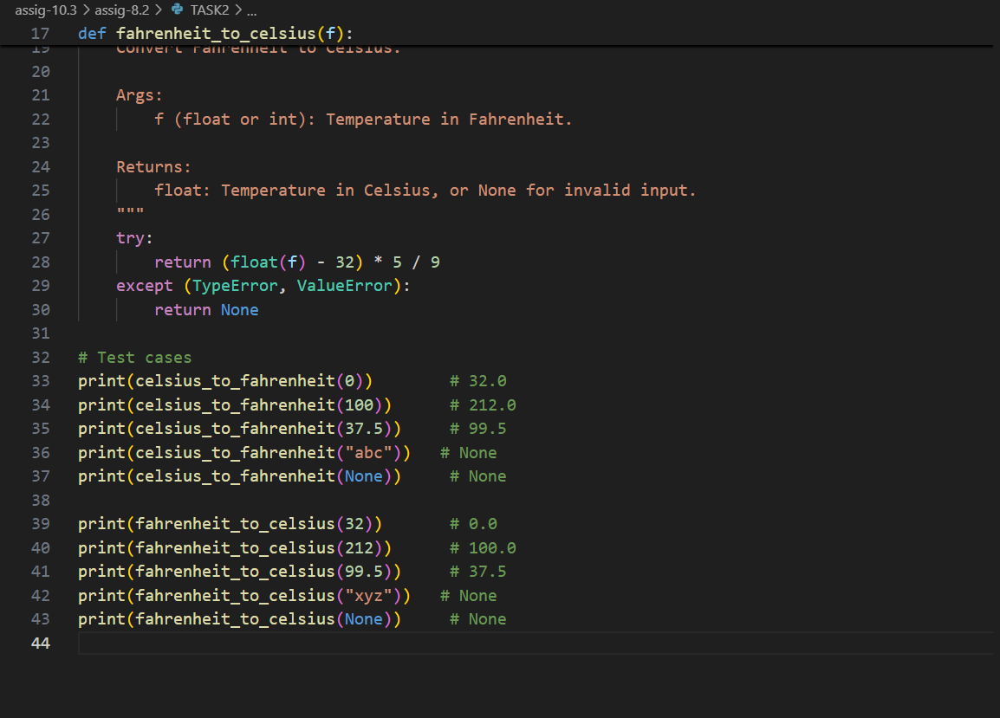 assig-10.3 > assig-8.2 > TASK2 > ...
17 def fahrenheit_to_celsius(f):
19     Convert Fahrenheit to Celsius.
20
21     Args:
22         f (float or int): Temperature in Fahrenheit.
23
24     Returns:
25         float: Temperature in Celsius, or None for invalid input.
26     """
27     try:
28         return (float(f) - 32) * 5 / 9
29     except (TypeError, ValueError):
30         return None
31
32 # Test cases
33 print(celsius_to_fahrenheit(0))        # 32.0
34 print(celsius_to_fahrenheit(100))      # 212.0
35 print(celsius_to_fahrenheit(37.5))     # 99.5
36 print(celsius_to_fahrenheit("abc"))   # None
37 print(celsius_to_fahrenheit(None))     # None
38
39 print(fahrenheit_to_celsius(32))       # 0.0
40 print(fahrenheit_to_celsius(212))      # 100.0
41 print(fahrenheit_to_celsius(99.5))     # 37.5
42 print(fahrenheit_to_celsius("xyz"))   # None
43 print(fahrenheit_to_celsius(None))     # None
44